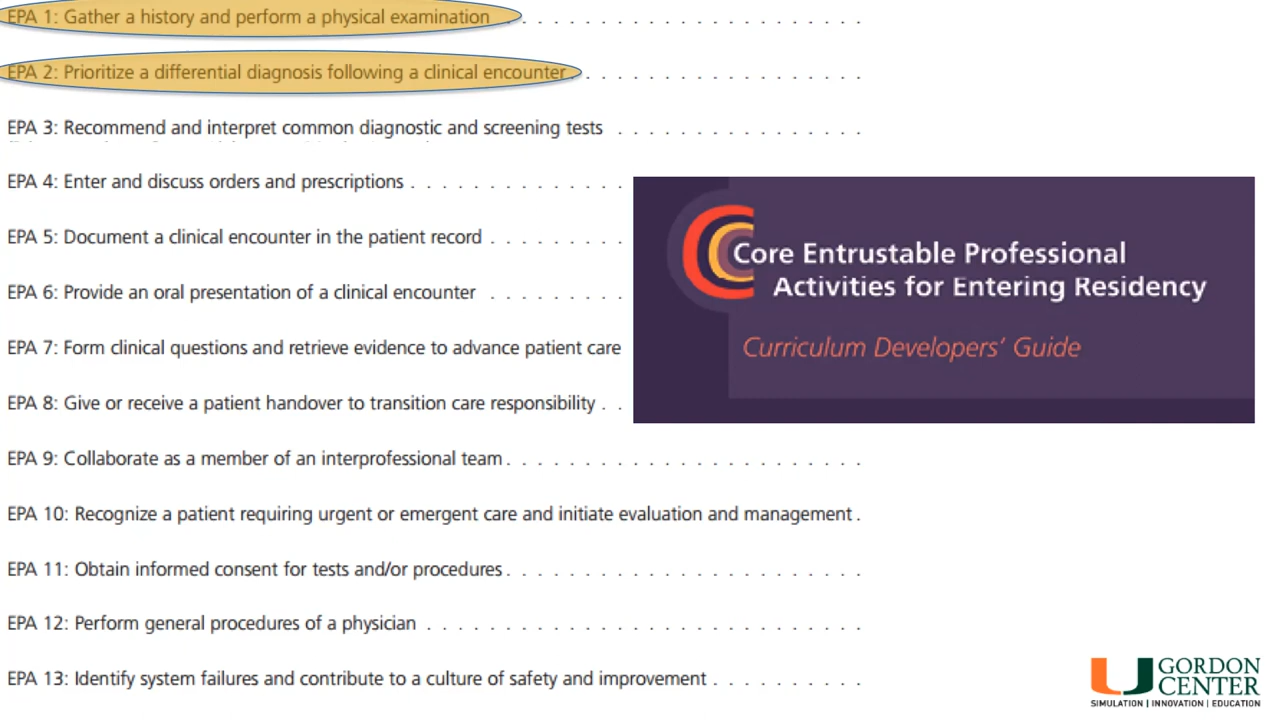 EPA 1: Gather a history and perform a physical examination . . . . . . . . . . . . . . . . . . . . . .
EPA 2: Prioritize a differential diagnosis following a clinical encounter . . . . . . . . . . . . . . . . . .
EPA 3: Recommend and interpret common diagnostic and screening tests . . . . . . . . . . . . . . . .
EPA 4: Enter and discuss orders and prescriptions . . . . . . . . . . . . . .
EPA 5: Document a clinical encounter in the patient record . . . . . . . . .
EPA 6: Provide an oral presentation of a clinical encounter . . . . . . . . .
EPA 7: Form clinical questions and retrieve evidence to advance patient care
EPA 8: Give or receive a patient handover to transition care responsibility . .
EPA 9: Collaborate as a member of an interprofessional team . . . . . . . . . . . . . . . . . . . . . . .
EPA 10: Recognize a patient requiring urgent or emergent care and initiate evaluation and management .
EPA 11: Obtain informed consent for tests and/or procedures . . . . . . . . . . . . . . . . . . . . . . .
EPA 12: Perform general procedures of a physician . . . . . . . . . . . . . . . . . . . . . . . . . . . .
EPA 13: Identify system failures and contribute to a culture of safety and improvement . . . . . . . . . .
Core Entrustable Professional
Activities for Entering Residency
Curriculum Developers' Guide
GORDON
CENTER
SIMULATION | INNOVATION | EDUCATION